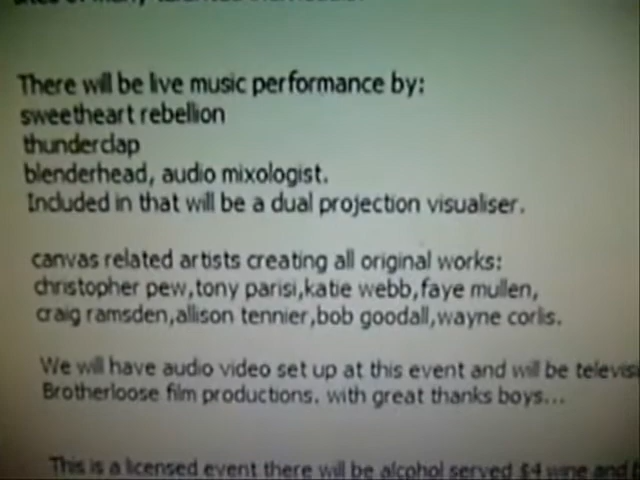 There will be live music performance by:
sweetheart rebellion
thunderclap
blenderhead, audio mixologist.
Included in that will be a dual projection visualiser.
canvas related artists creating all original works:
christopher pew,tony parisi,katie webb,faye mullen,
craig ramsden,allison tennier,bob goodall,wayne corlis.
We will have audio video set up at this event and will be
Brotherloose film productions. with great thanks boys...
This is a licensed event there will be alcohol served $4 wine and